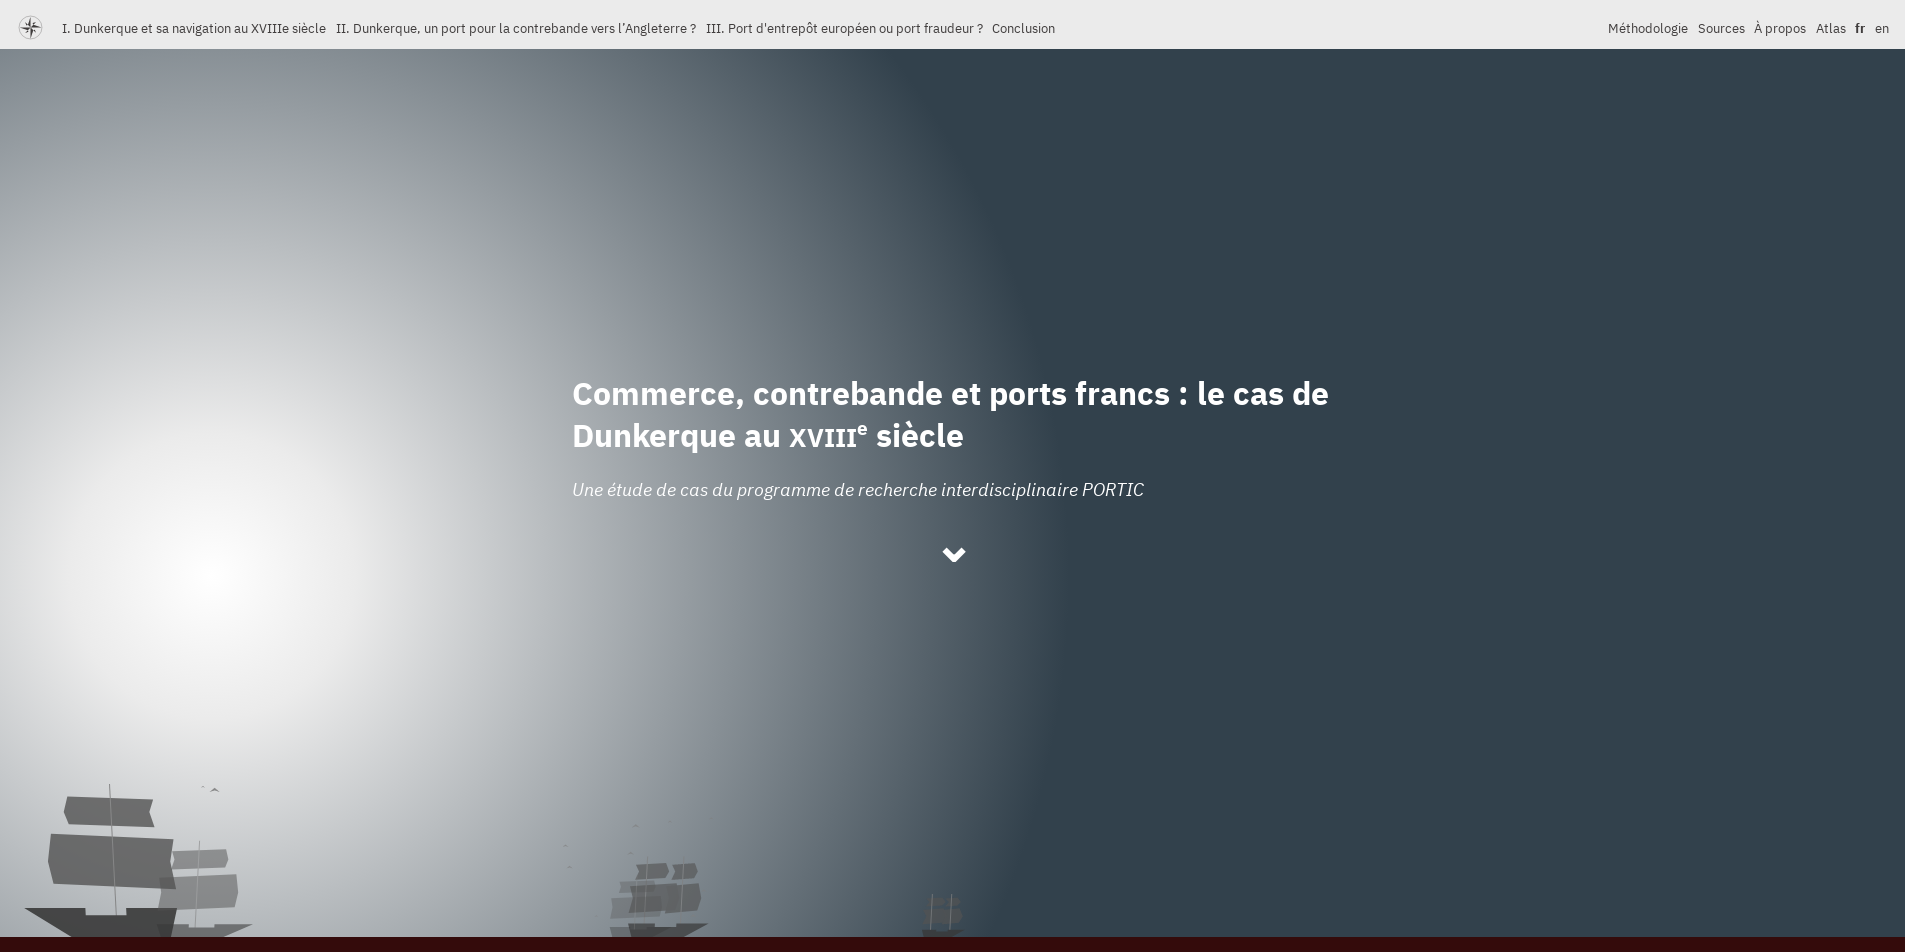 I. Dunkerque et sa navigation au XVIIIe siècle II. Dunkerque, un port pour la contrebande vers l’Angleterre ? III. Port d'entrepôt européen ou port fraudeur ? Conclusion Méthodologie Sources À propos Atlas fr en
Commerce, contrebande et ports francs : le cas de
Dunkerque au XVIIIe siècle
Une étude de cas du programme de recherche interdisciplinaire PORTIC